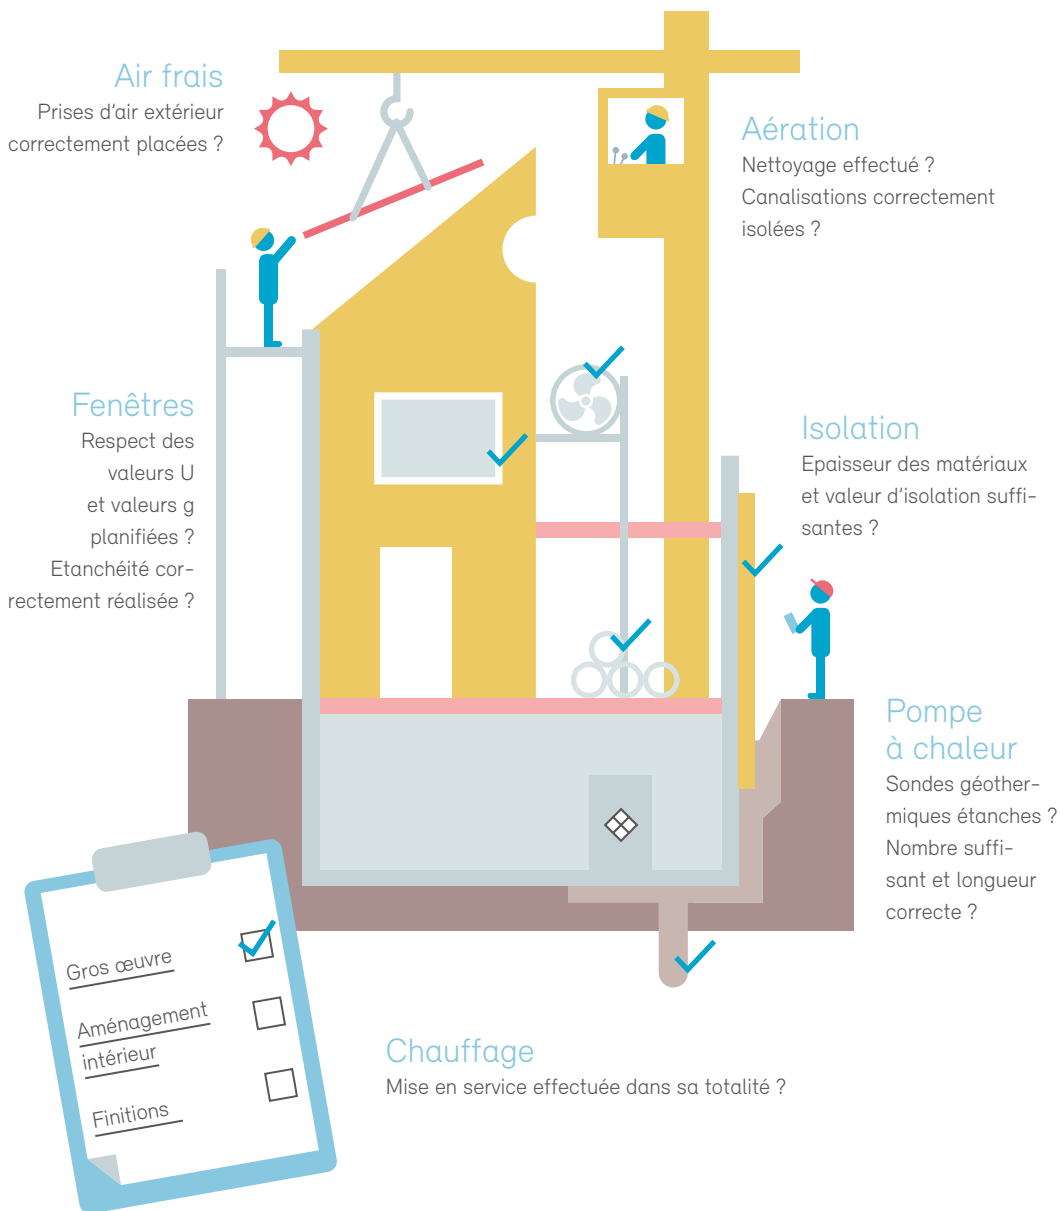 Air frais
Prises d'air extérieur
correctement placées ?
Aération
Nettoyage effectué ?
Canalisations correctement
isolées ?
Fenêtres
Respect des
valeurs U
et valeurs g
planifiées ?
Etanchéité cor-
rectement réalisée ?
Isolation
Epaisseur des matériaux
et valeur d'isolation suffi-
santes ?
Pompe
à chaleur
Sondes géother-
miques étanches ?
Nombre suffi-
sant et longueur
correcte ?
Gros œuvre
Aménagement
intérieur
Finitions
Chauffage
Mise en service effectuée dans sa totalité ?